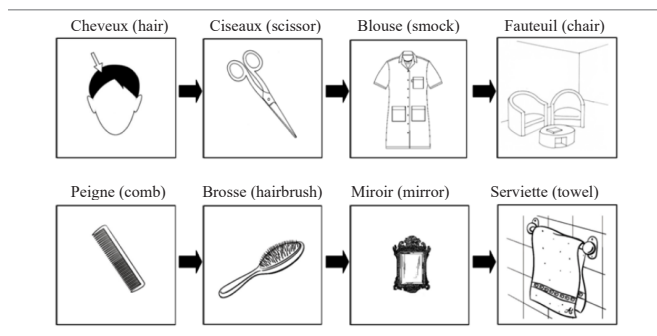 Cheveux (hair) Ciseaux (scissor) Blouse (smock) Fauteuil (chair)
Peigne (comb) Brosse (hairbrush) Miroir (mirror) Serviette (towel)